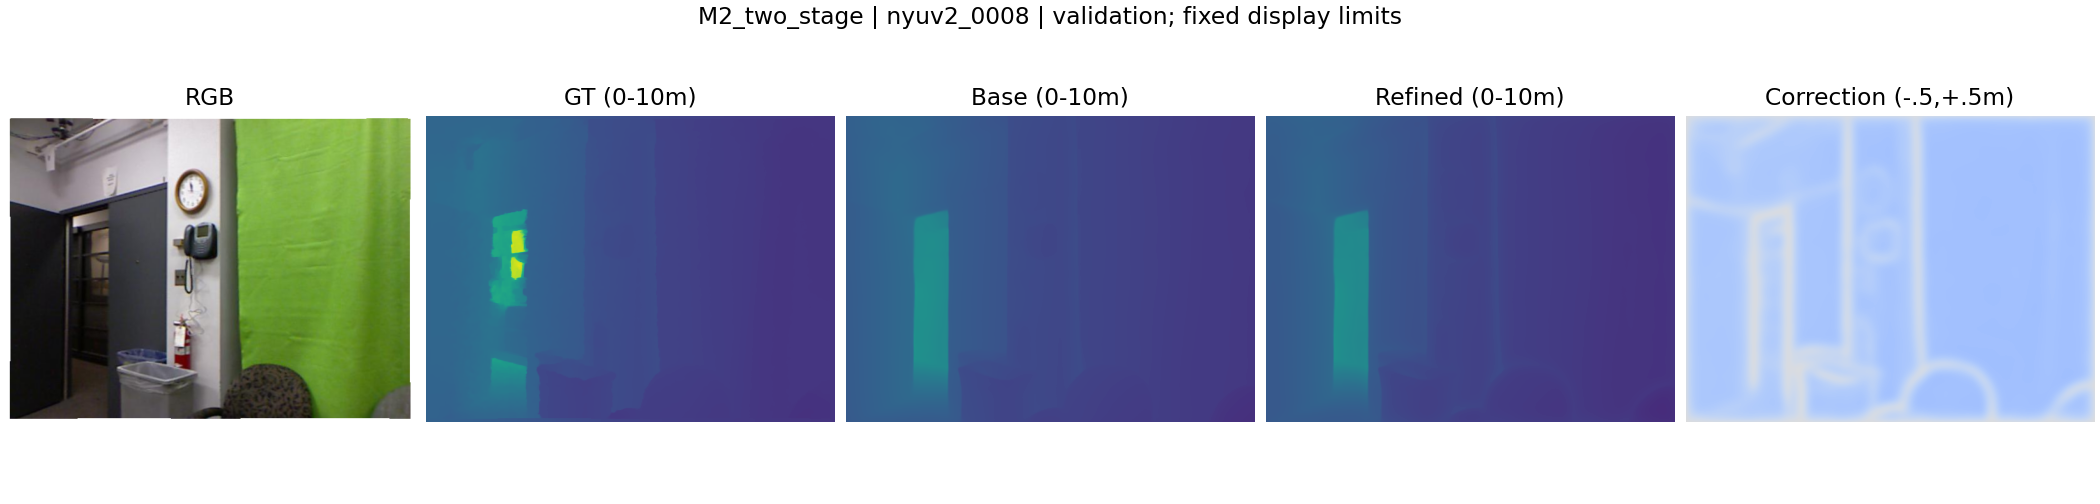 M2_two_stage | nyuv2_0008 | validation; fixed display limits
RGB
GT (0-10m)
Base (0-10m)
Refined (0-10m)
Correction (-.5,+.5m)